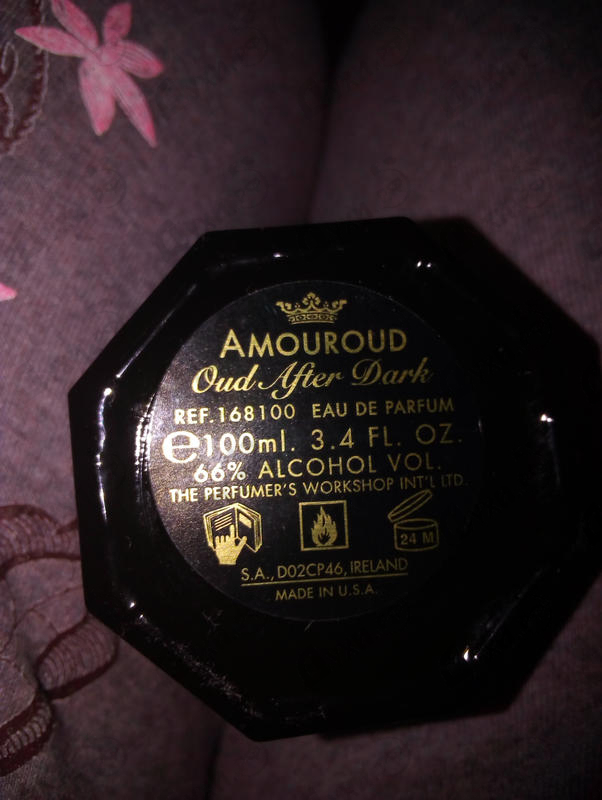 AMOUROUD
Oud After Dark
REF.168100 EAU DE PARFUM
℮100ml. 3.4 FL. OZ.
66% ALCOHOL VOL.
THE PERFUMER'S WORKSHOP INT'L LTD.
24 M
S.A., D02CP46, IRELAND
MADE IN U.S.A.